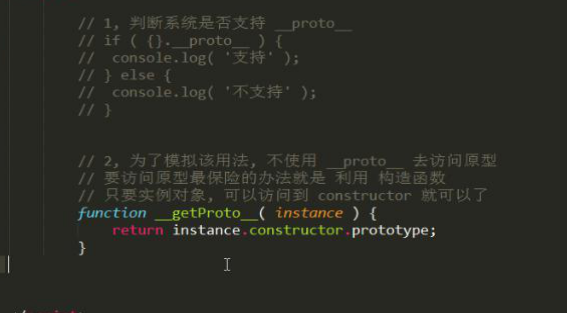 // 1, 判断系统是否支持 __proto__
// if ( {}.__proto__ ) {
//  console.log( '支持' );
// } else {
//  console.log( '不支持' );
// }
// 2, 为了模拟该用法, 不使用 __proto__ 去访问原型
// 要访问原型最保险的办法就是 利用 构造函数
// 只要实例对象, 可以访问到 constructor 就可以了
function __getProto__( instance ) {
return instance.constructor.prototype;
}